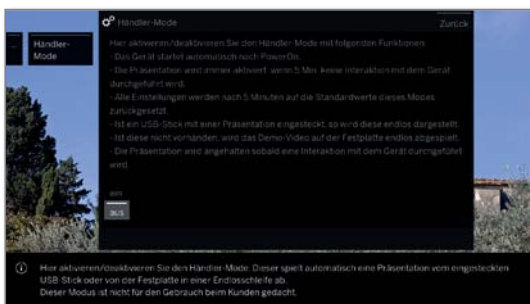 Händler-Mode
Zurück
...
Händler-
Mode
Hier aktivieren/deaktivieren Sie den Händler-Mode mit folgenden Funktionen
- Das Gerät startet automatisch nach PowerOn.
- Die Präsentation wird immer aktiviert, wenn 5 Min. keine Interaktion mit dem Gerät
durchgeführt wird.
- Alle Einstellungen werden nach 5 Minuten auf die Standardwerte dieses Modes
zurückgesetzt.
- Ist ein USB-Stick mit einer Präsentation eingesteckt, so wird diese endlos dargestellt.
- Ist diese nicht vorhanden, wird das Demo-Video auf der Festplatte endlos abgespielt.
- Die Präsentation wird angehalten sobald eine Interaktion mit dem Gerät durchgeführt
wird.
aus
aus
Hier aktivieren/deaktivieren Sie den Händler-Mode. Dieser spielt automatisch eine Präsentation vom eingesteckten
USB-Stick oder von der Festplatte in einer Endlosschleife ab.
Dieser Modus ist nicht für den Gebrauch beim Kunden gedacht.